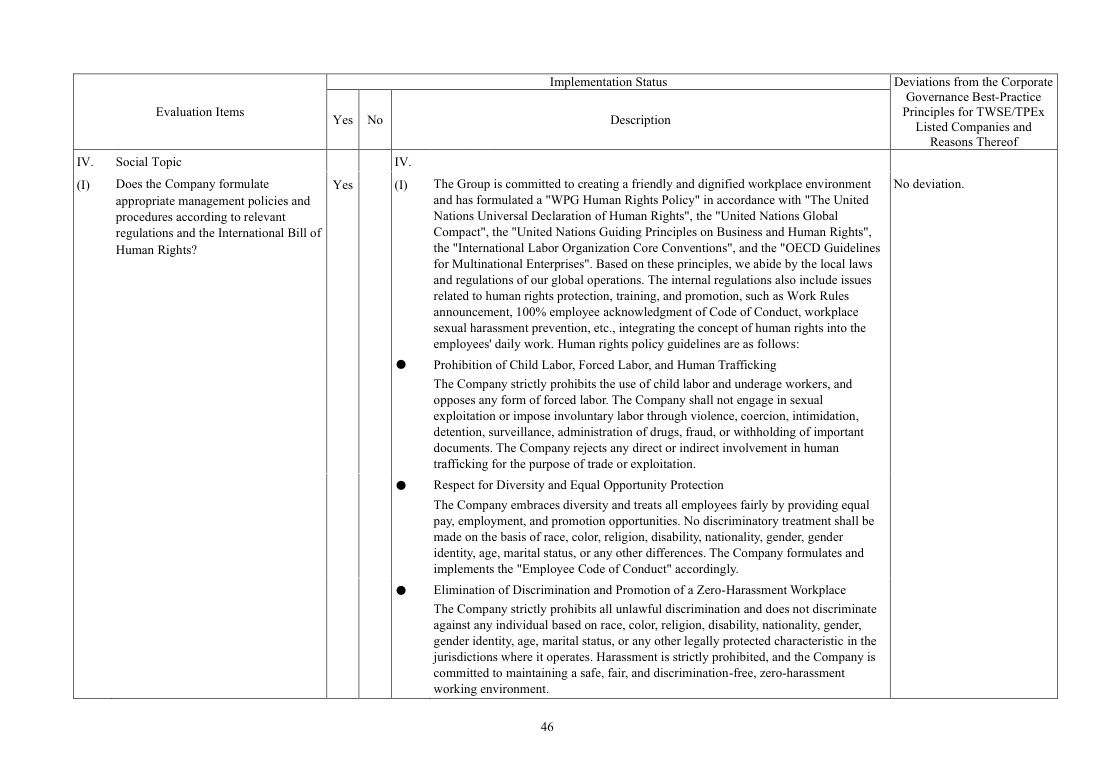 Evaluation Items
Implementation Status
Deviations from the Corporate
Governance Best-Practice
Principles for TWSE/TPEx
Listed Companies and
Reasons Thereof
Yes
No
Description
IV. Social Topic
IV.
(I) Does the Company formulate
appropriate management policies and
procedures according to relevant
regulations and the International Bill of
Human Rights?
Yes
(I) The Group is committed to creating a friendly and dignified workplace environment
and has formulated a "WPG Human Rights Policy" in accordance with "The United
Nations Universal Declaration of Human Rights", the "United Nations Global
Compact", the "United Nations Guiding Principles on Business and Human Rights",
the "International Labor Organization Core Conventions", and the "OECD Guidelines
for Multinational Enterprises". Based on these principles, we abide by the local laws
and regulations of our global operations. The internal regulations also include issues
related to human rights protection, training, and promotion, such as Work Rules
announcement, 100% employee acknowledgment of Code of Conduct, workplace
sexual harassment prevention, etc., integrating the concept of human rights into the
employees' daily work. Human rights policy guidelines are as follows:
● Prohibition of Child Labor, Forced Labor, and Human Trafficking
The Company strictly prohibits the use of child labor and underage workers, and
opposes any form of forced labor. The Company shall not engage in sexual
exploitation or impose involuntary labor through violence, coercion, intimidation,
detention, surveillance, administration of drugs, fraud, or withholding of important
documents. The Company rejects any direct or indirect involvement in human
trafficking for the purpose of trade or exploitation.
● Respect for Diversity and Equal Opportunity Protection
The Company embraces diversity and treats all employees fairly by providing equal
pay, employment, and promotion opportunities. No discriminatory treatment shall be
made on the basis of race, color, religion, disability, nationality, gender, gender
identity, age, marital status, or any other differences. The Company formulates and
implements the "Employee Code of Conduct" accordingly.
● Elimination of Discrimination and Promotion of a Zero-Harassment Workplace
The Company strictly prohibits all unlawful discrimination and does not discriminate
against any individual based on race, color, religion, disability, nationality, gender,
gender identity, age, marital status, or any other legally protected characteristic in the
jurisdictions where it operates. Harassment is strictly prohibited, and the Company is
committed to maintaining a safe, fair, and discrimination-free, zero-harassment
working environment.
No deviation.
46